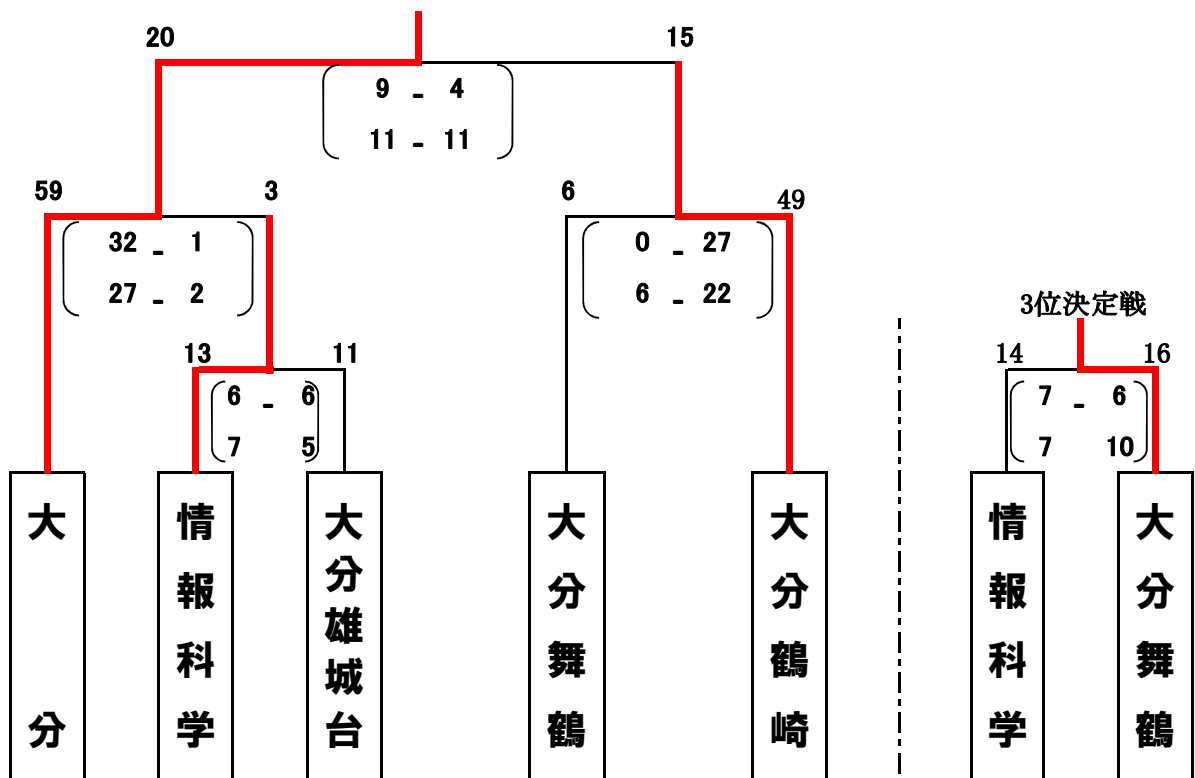 20 15
9 - 4
11 - 11
59 3 6 49
32 - 1 0 - 27
27 - 2 6 - 22
3位決定戦
13 11 14 16
6 - 6 7 - 6
7 5 7 10
大分
情報科学
大分雄城台
大分舞鶴
大分鶴崎
情報科学
大分舞鶴